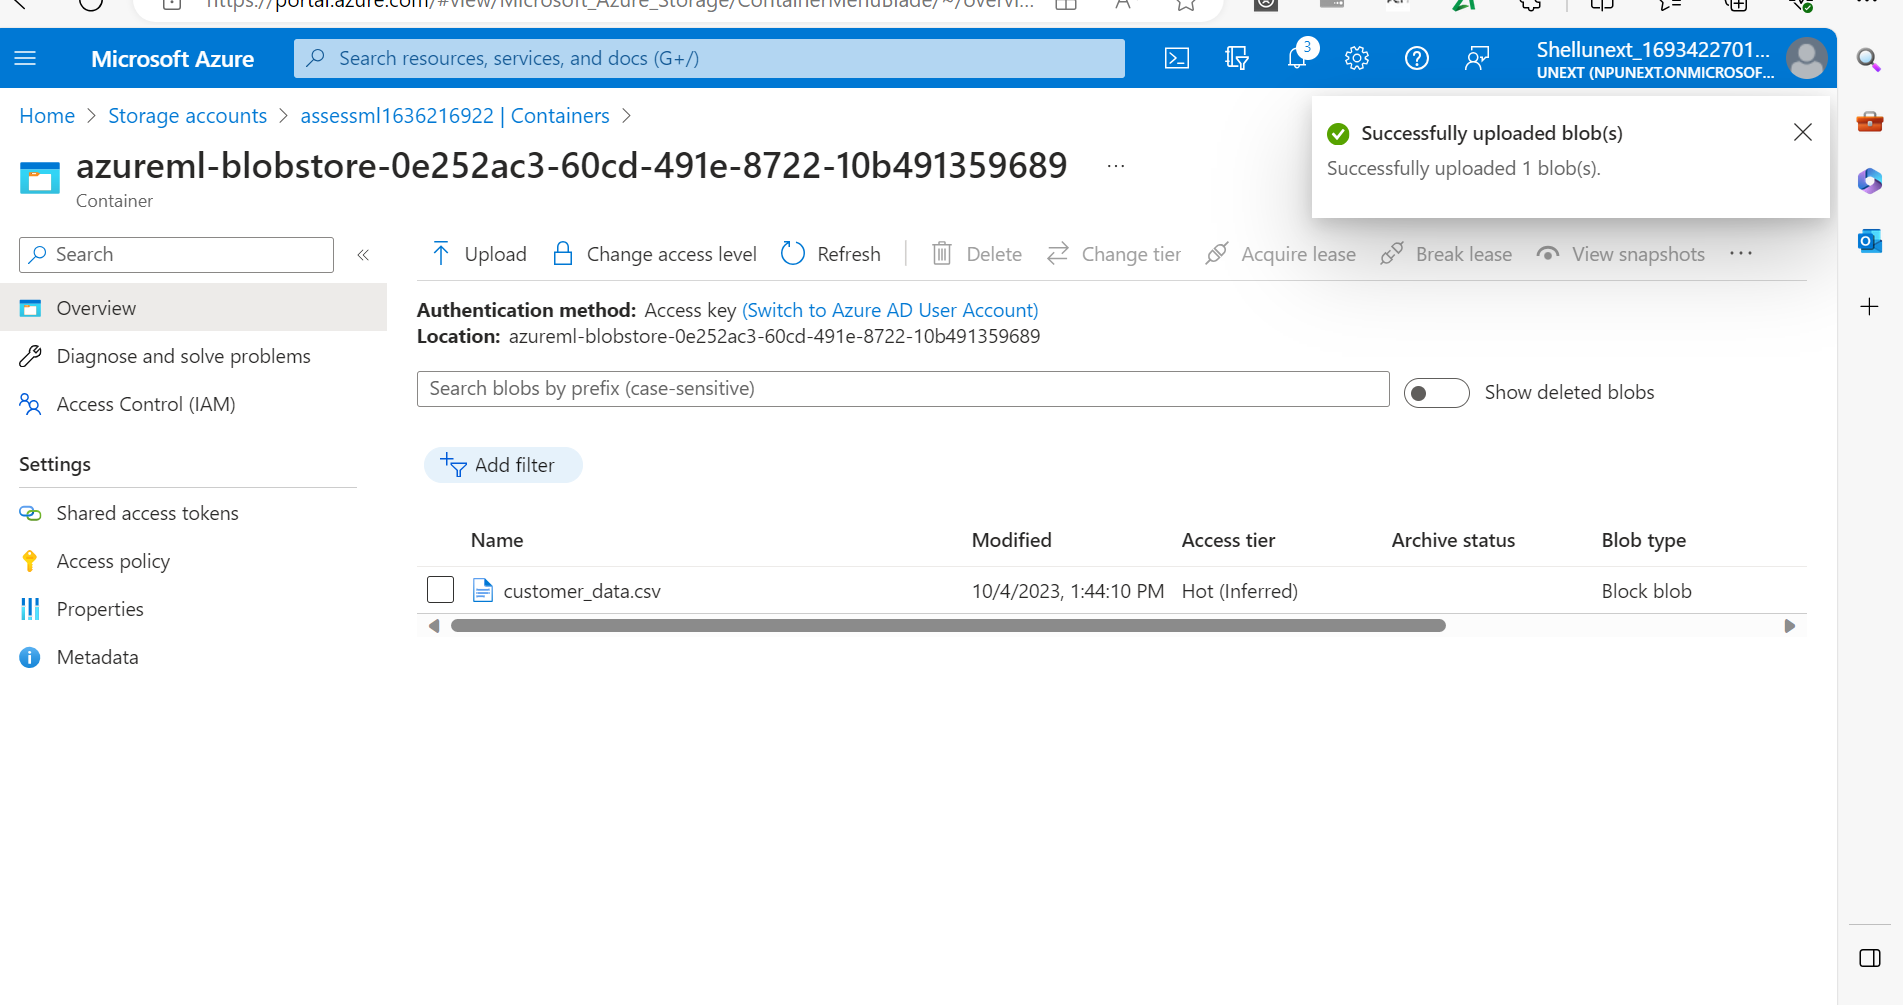 https://portal.azure.com/#view/Microsoft_Azure_Storage/ContainerMenuBlade/~/overvi...
Microsoft Azure
Search resources, services, and docs (G+/)
3
Shellunext_1693422701...
UNEXT (NPUNEXT.ONMICROSOF...
Home > Storage accounts > assessml1636216922 | Containers >
Successfully uploaded blob(s)
Successfully uploaded 1 blob(s).
azureml-blobstore-0e252ac3-60cd-491e-8722-10b491359689 ...
Container
Search
«
Upload
Change access level
Refresh
Delete
Change tier
Acquire lease
Break lease
View snapshots
...
Overview
Diagnose and solve problems
Access Control (IAM)
Settings
Shared access tokens
Access policy
Properties
Metadata
Authentication method: Access key (Switch to Azure AD User Account)
Location: azureml-blobstore-0e252ac3-60cd-491e-8722-10b491359689
Search blobs by prefix (case-sensitive)
Show deleted blobs
Add filter
Name Modified Access tier Archive status Blob type
customer_data.csv 10/4/2023, 1:44:10 PM Hot (Inferred) Block blob